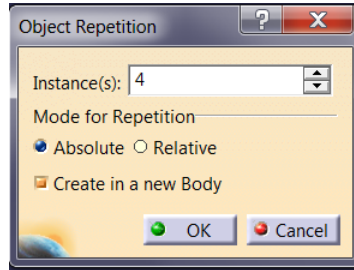 Object Repetition ? X
Instance(s): 4
Mode for Repetition
Absolute Relative
Create in a new Body
OK Cancel